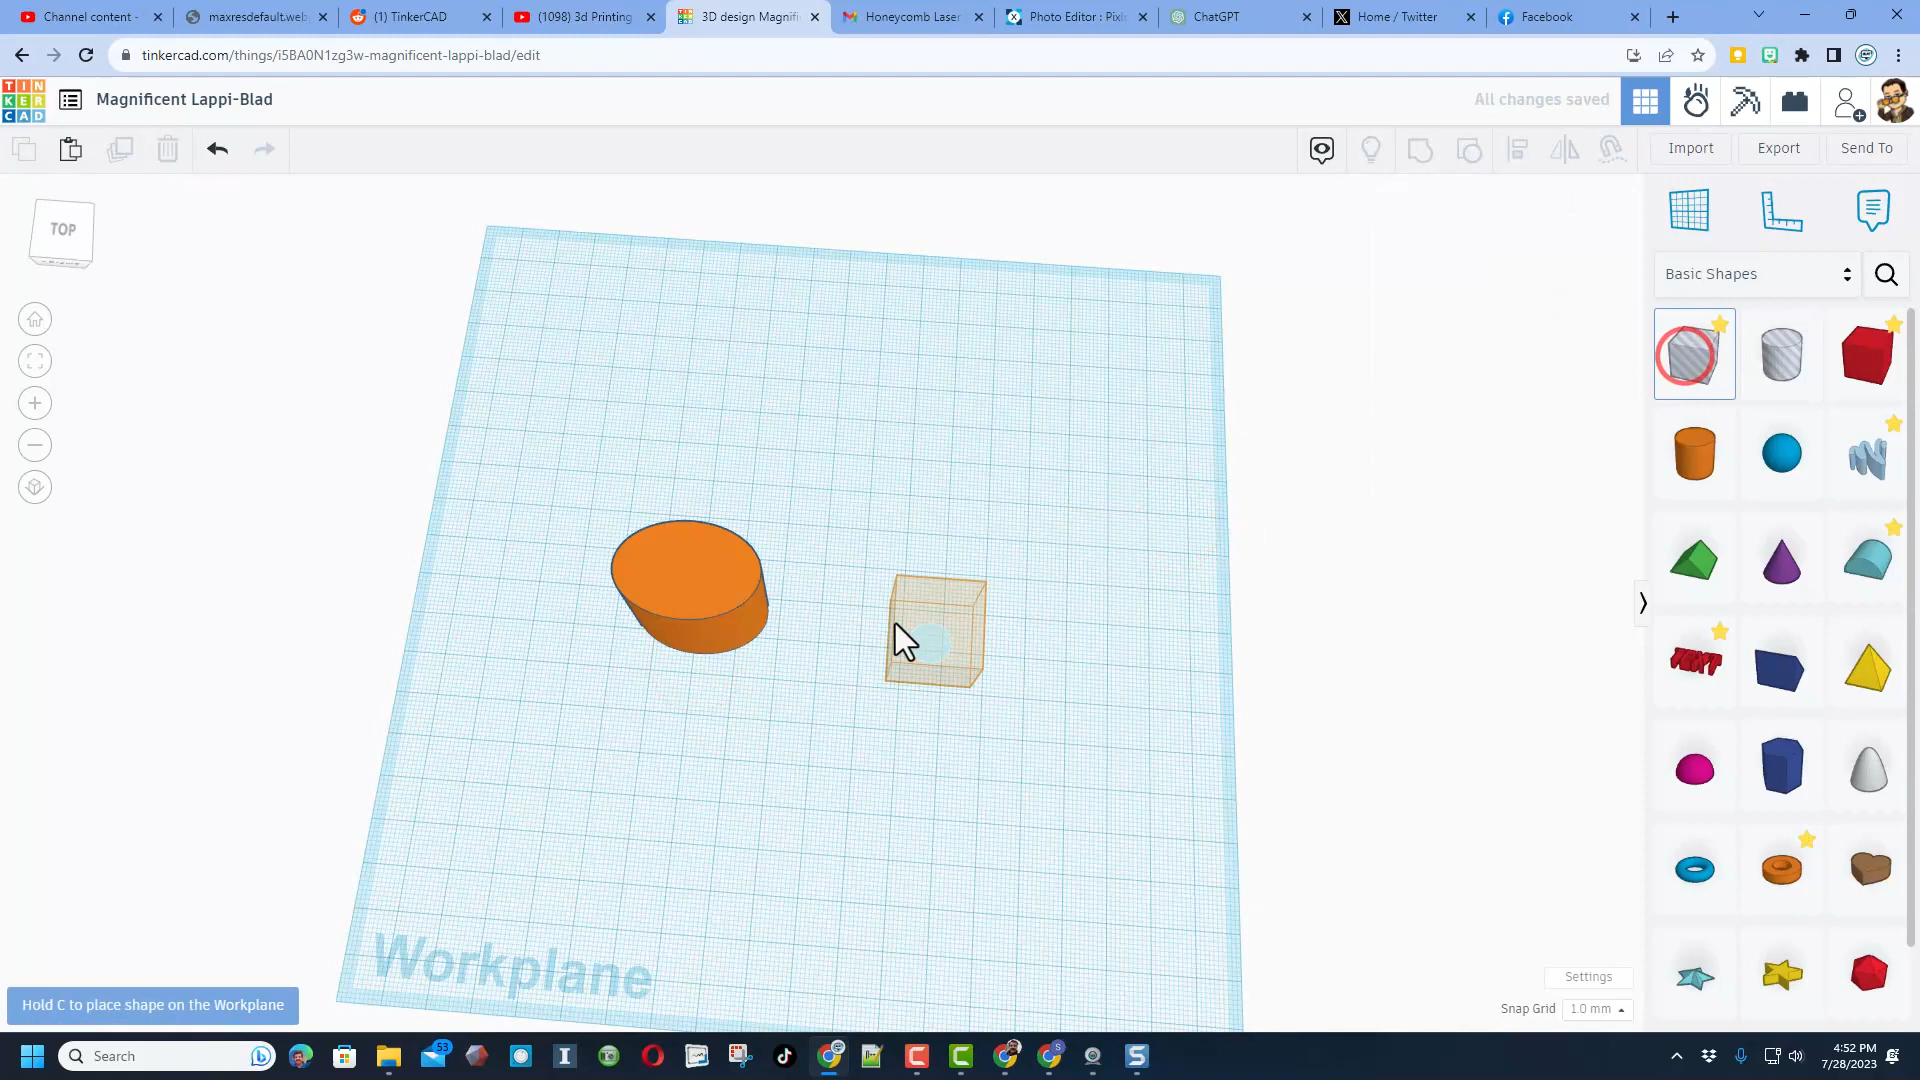 Channel content -
maxresdefault.web
(1) TinkerCAD
(1098) 3d Printing
3D design Magnifi
Honeycomb Laser
Photo Editor : Pixl
ChatGPT
Home / Twitter
Facebook
tinkercad.com/things/i5BA0N1zg3w-magnificent-lappi-blad/edit
TIN
KER
CAD
Magnificent Lappi-Blad
All changes saved
Import
Export
Send To
TOP
Basic Shapes
Workplane
Hold C to place shape on the Workplane
Settings
Snap Grid
1.0 mm
Search
53
4:52 PM
7/28/2023